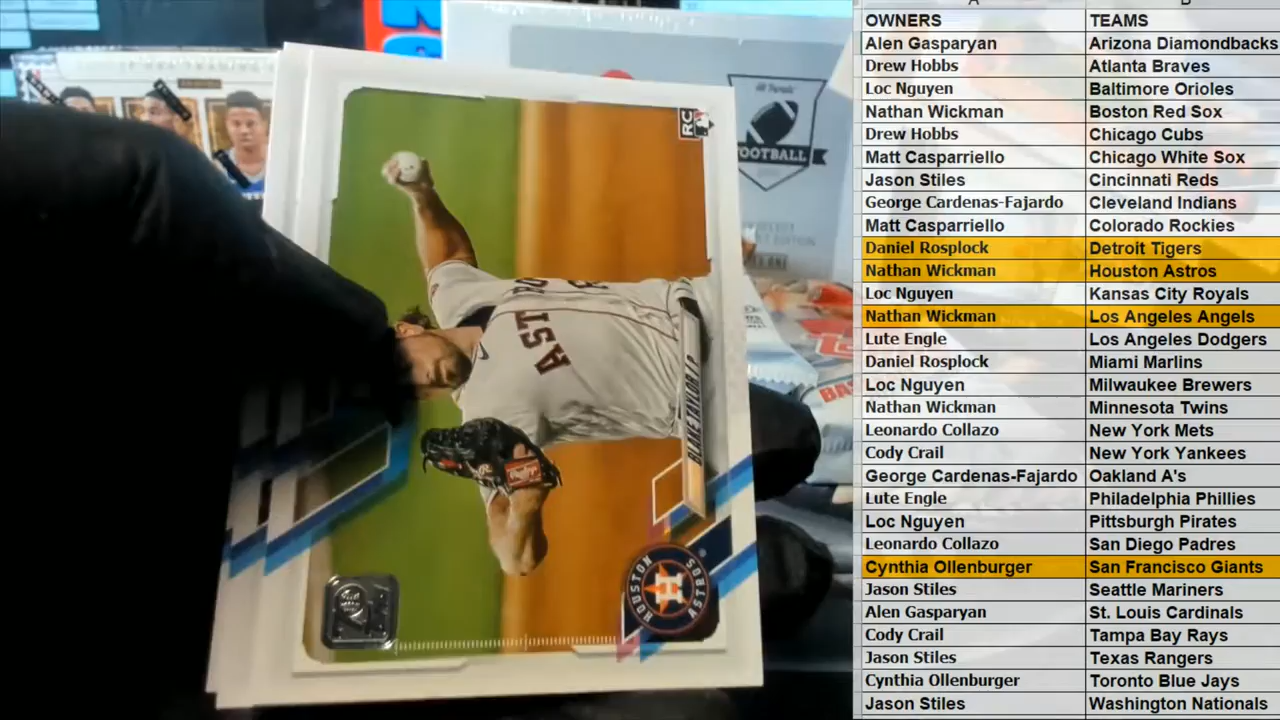 RC
ASTRO
BLAKE TAYLOR P
HOUSTON ASTROS
H
Rawlings
FOOTBALL
OWNERS TEAMS
Alen Gasparyan Arizona Diamondbacks
Drew Hobbs Atlanta Braves
Loc Nguyen Baltimore Orioles
Nathan Wickman Boston Red Sox
Drew Hobbs Chicago Cubs
Matt Casparriello Chicago White Sox
Jason Stiles Cincinnati Reds
George Cardenas-Fajardo Cleveland Indians
Matt Casparriello Colorado Rockies
Daniel Rosplock Detroit Tigers
Nathan Wickman Houston Astros
Loc Nguyen Kansas City Royals
Nathan Wickman Los Angeles Angels
Lute Engle Los Angeles Dodgers
Daniel Rosplock Miami Marlins
Loc Nguyen Milwaukee Brewers
Nathan Wickman Minnesota Twins
Leonardo Collazo New York Mets
Cody Crail New York Yankees
George Cardenas-Fajardo Oakland A's
Lute Engle Philadelphia Phillies
Loc Nguyen Pittsburgh Pirates
Leonardo Collazo San Diego Padres
Cynthia Ollenburger San Francisco Giants
Jason Stiles Seattle Mariners
Alen Gasparyan St. Louis Cardinals
Cody Crail Tampa Bay Rays
Jason Stiles Texas Rangers
Cynthia Ollenburger Toronto Blue Jays
Jason Stiles Washington Nationals